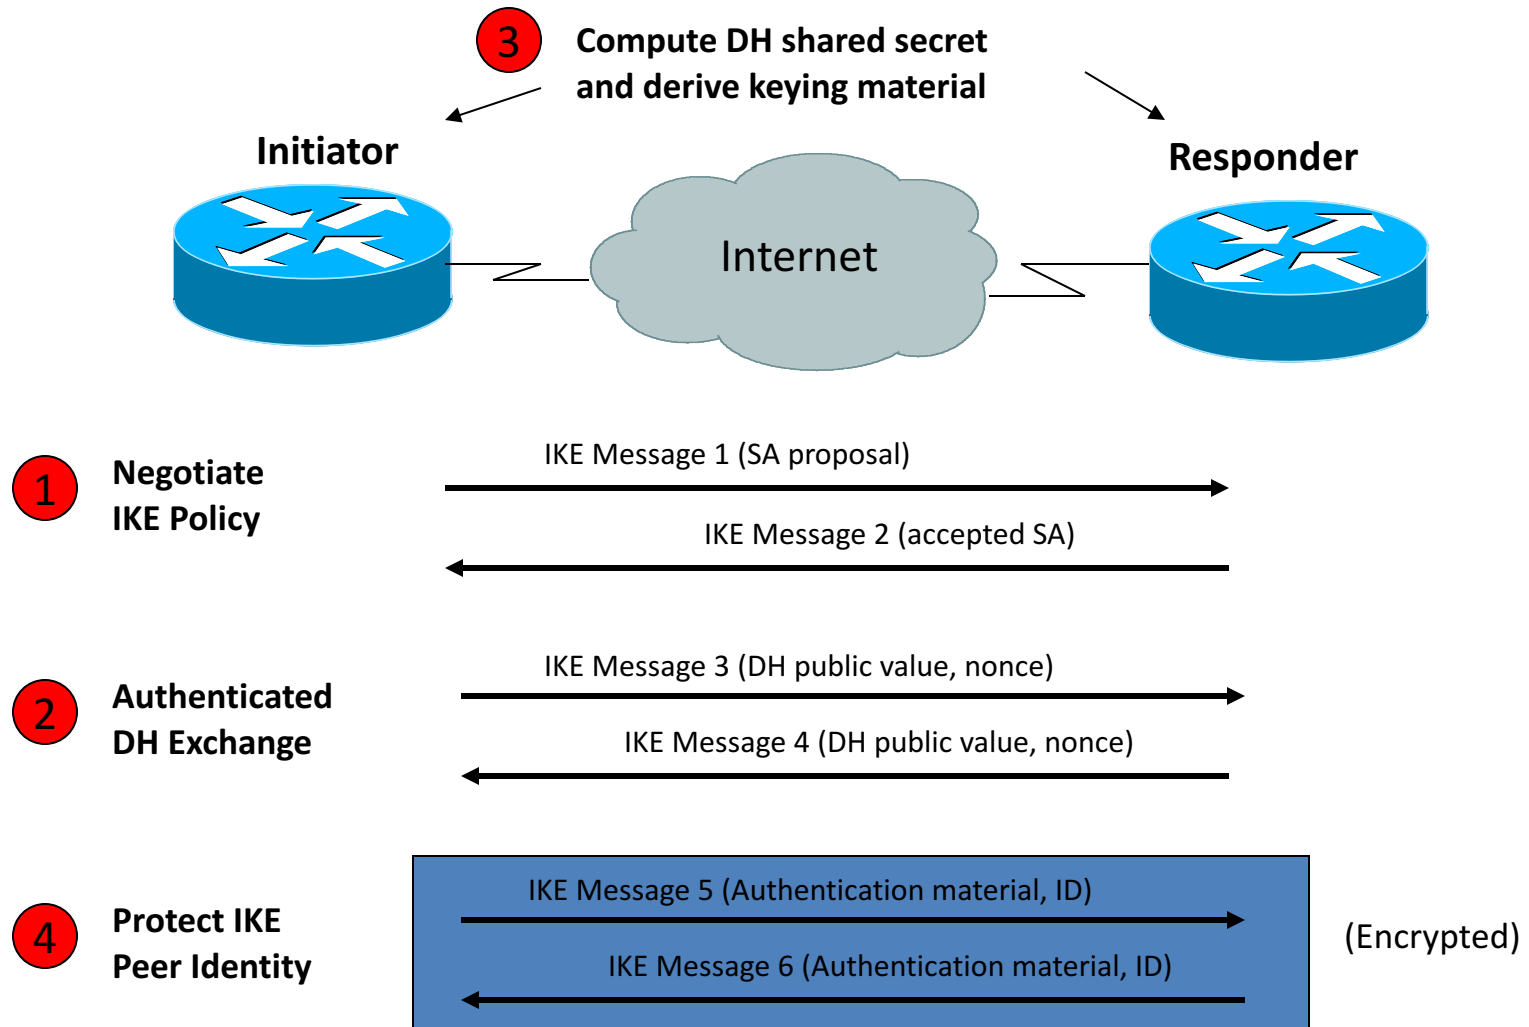 3
Compute DH shared secret
and derive keying material
Initiator
Responder
Internet
1
Negotiate
IKE Policy
IKE Message 1 (SA proposal)
IKE Message 2 (accepted SA)
2
Authenticated
DH Exchange
IKE Message 3 (DH public value, nonce)
IKE Message 4 (DH public value, nonce)
4
Protect IKE
Peer Identity
IKE Message 5 (Authentication material, ID)
IKE Message 6 (Authentication material, ID)
(Encrypted)